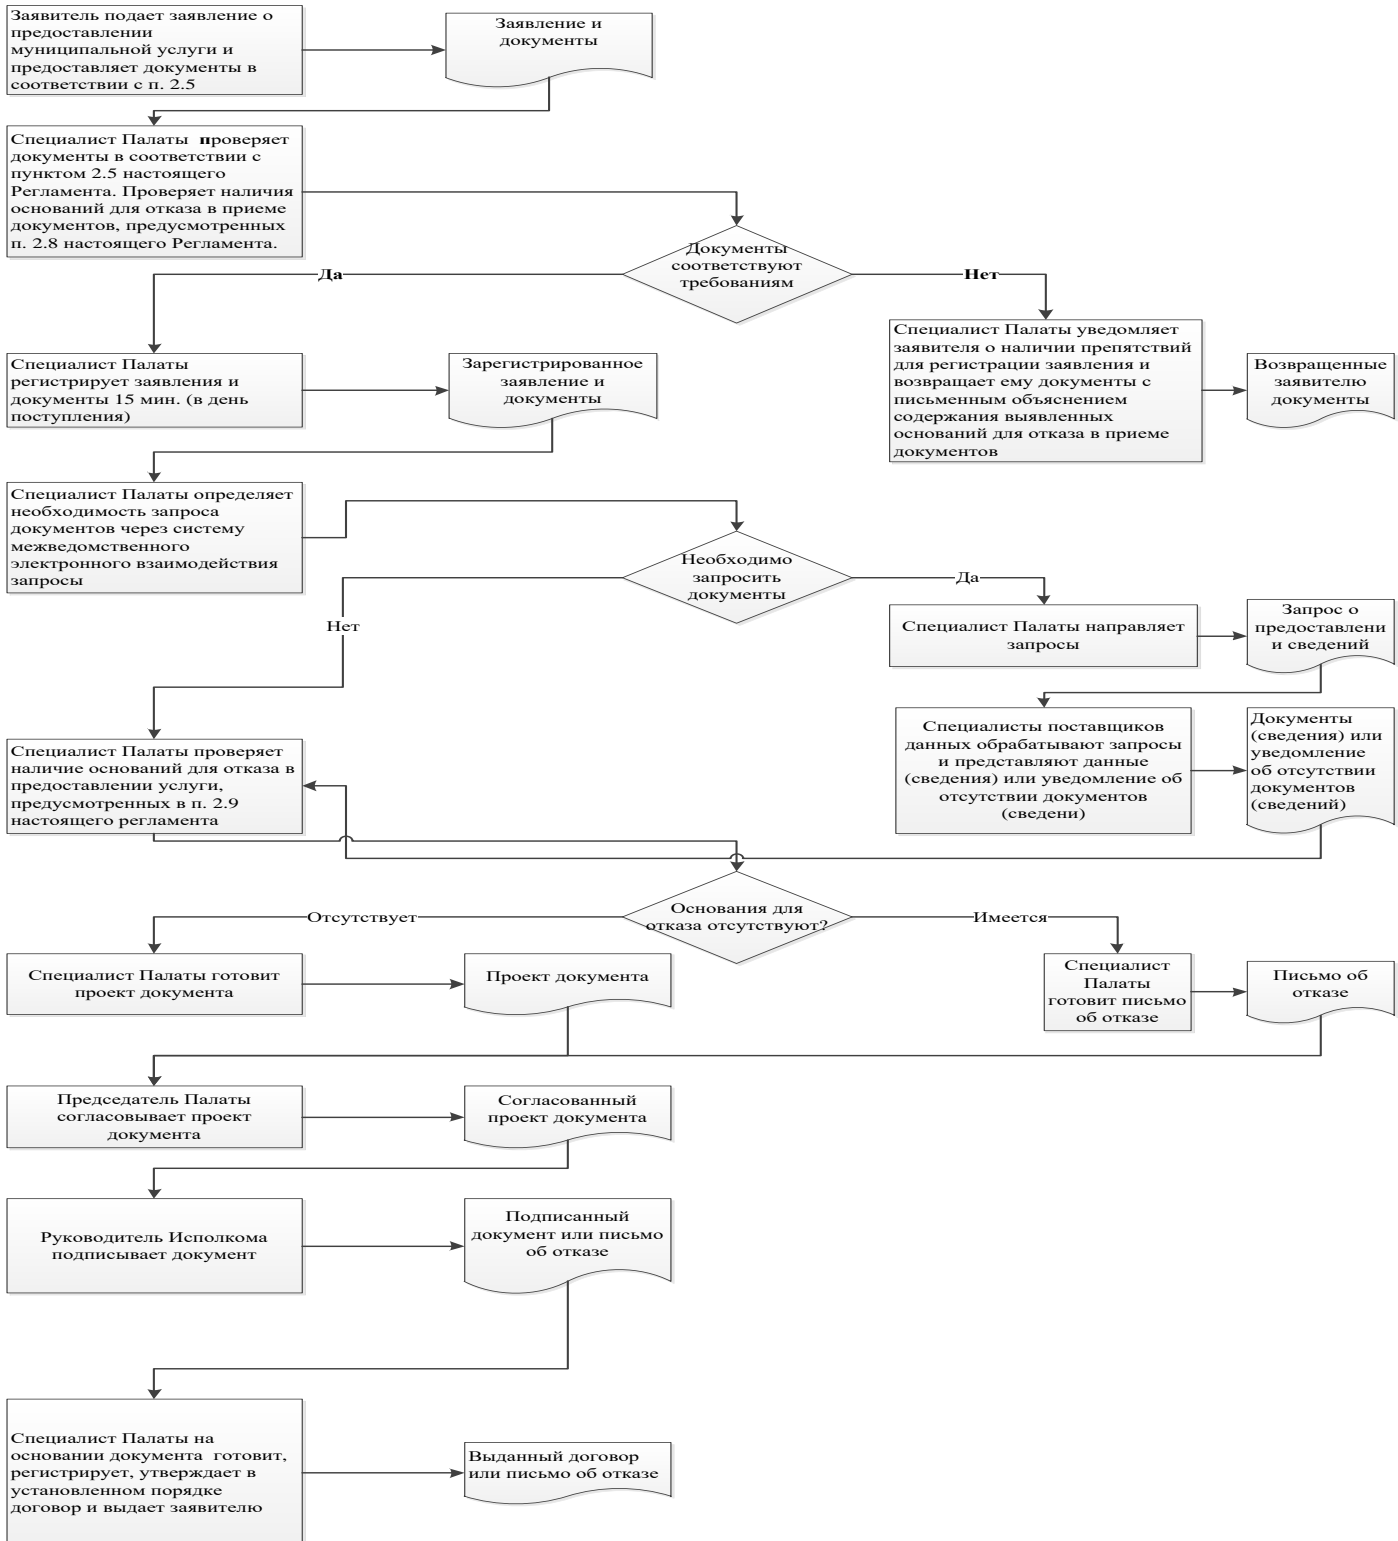 Заявитель подает заявление о
предоставлении
муниципальной услуги и
предоставляет документы в
соответствии с п. 2.5
Заявление и
документы
Специалист Палаты  проверяет
документы в соответствии с
пунктом 2.5 настоящего
Регламента. Проверяет наличия
оснований для отказа в приеме
документов, предусмотренных
п. 2.8 настоящего Регламента.
Документы
соответствуют
требованиям
Да
Нет
Специалист Палаты
регистрирует заявления и
документы 15 мин. (в день
поступления)
Зарегистрированное
заявление и
документы
Специалист Палаты уведомляет
заявителя о наличии препятствий
для регистрации заявления и
возвращает ему документы с
письменным объяснением
содержания выявленных
оснований для отказа в приеме
документов
Возвращенные
заявителю
документы
Специалист Палаты определяет
необходимость запроса
документов через систему
межведомственного
электронного взаимодействия
запросы
Необходимо
запросить
документы
Да
Нет
Специалист Палаты направляет
запросы
Запрос о
предоставлени
и сведений
Специалисты поставщиков
данных обрабатывают запросы
и представляют данные
(сведения) или уведомление об
отсутствии документов
(сведени)
Документы
(сведения) или
уведомление
об отсутствии
документов
(сведений)
Специалист Палаты проверяет
наличие оснований для отказа в
предоставлении услуги,
предусмотренных в п. 2.9
настоящего регламента
Основания для
отказа отсутствуют?
Отсутствует
Имеется
Специалист Палаты готовит
проект документа
Проект документа
Специалист
Палаты
готовит письмо
об отказе
Письмо об
отказе
Председатель Палаты
согласовывает проект
документа
Согласованный
проект документа
Руководитель Исполкома
подписывает документ
Подписанный
документ или письмо
об отказе
Специалист Палаты на
основании документа  готовит,
регистрирует, утверждает в
установленном порядке
договор и выдает заявителю
Выданный договор
или письмо об отказе